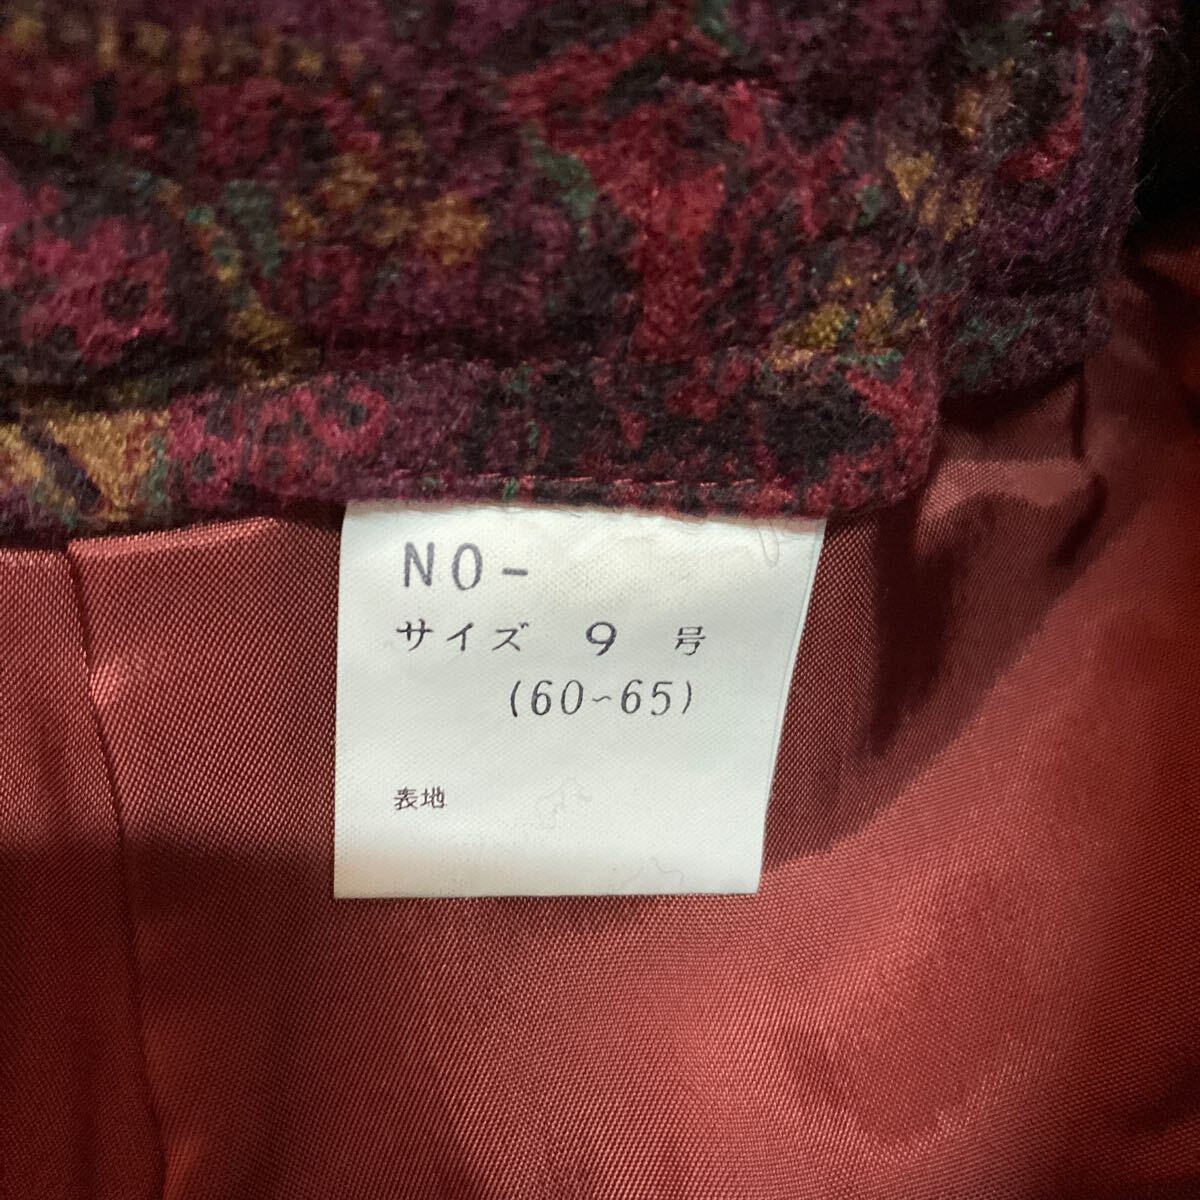 NO-
サイズ 9 号
(60~65)
表地